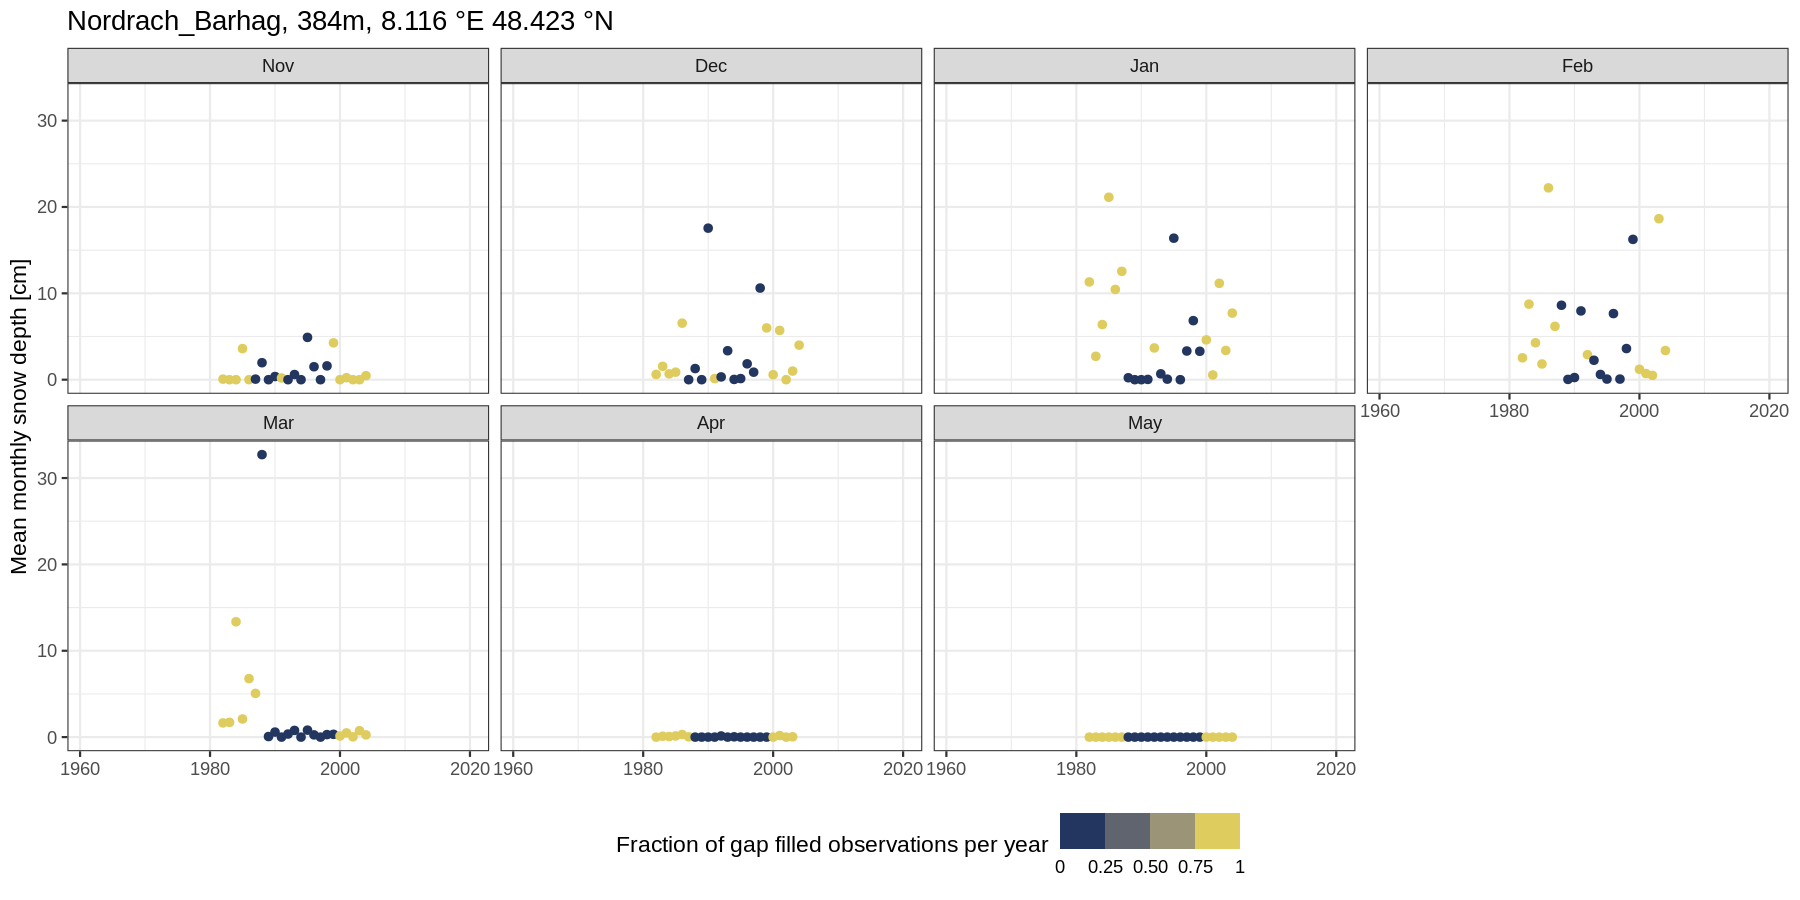 Nordrach_Barhag, 384m, 8.116 °E 48.423 °N
Nov Dec Jan Feb
Mean monthly snow depth [cm]
30
20
10
0
1960 1980 2000 2020
Mar Apr May
30
20
10
0
1960 1980 2000 2020 1960 1980 2000 2020 1960 1980 2000 2020
Fraction of gap filled observations per year
0 0.25 0.50 0.75 1